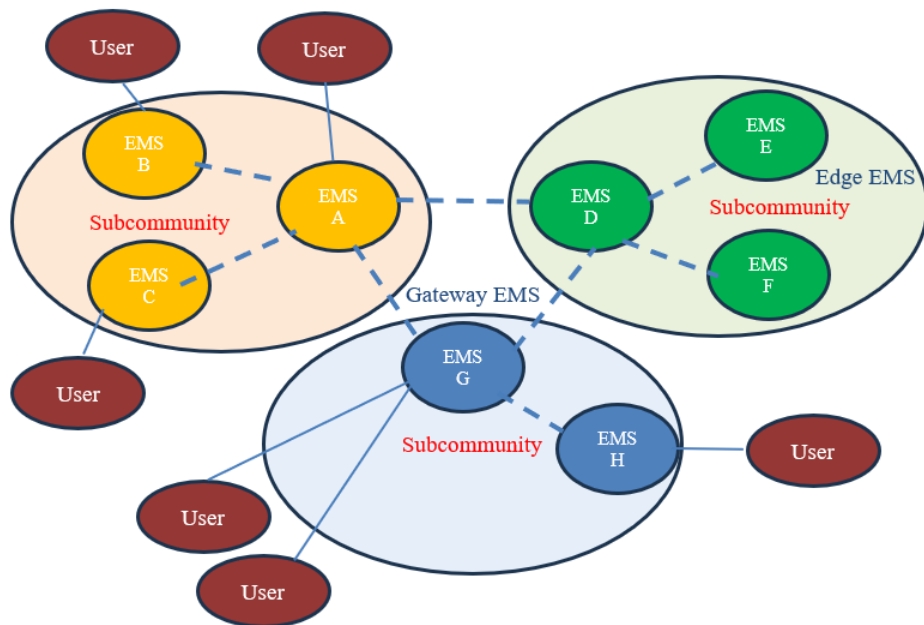 User
User
EMS
B
EMS
E
Edge EMS
EMS
A
EMS
D
Subcommunity
Subcommunity
EMS
C
EMS
F
Gateway EMS
EMS
G
User
Subcommunity
EMS
H
User
User
User